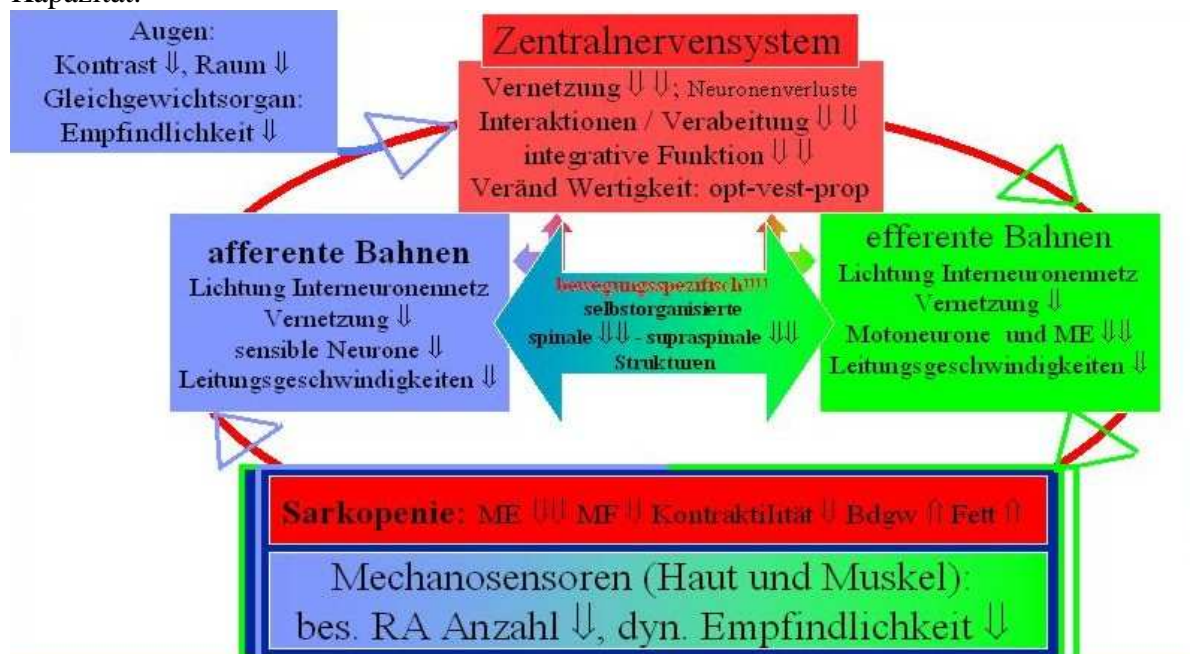 Kapazität.
Augen:
Kontrast ⇓, Raum ⇓
Gleichgewichtsorgan:
Empfindlichkeit ⇓
Zentralnervensystem
Vernetzung ⇓⇓; Neuronenverluste
Interaktionen / Verabeitung ⇓⇓
integrative Funktion ⇓⇓
Veränd Wertigkeit: opt-vest-prop
afferente Bahnen
Lichtung Interneuronennetz
Vernetzung ⇓
sensible Neurone ⇓
Leitungsgeschwindigkeiten ⇓
bewegungsspezifisch!!!!
selbstorganisierte
spinale ⇓⇓ - supraspinale ⇓⇓
Strukturen
efferente Bahnen
Lichtung Interneuronennetz
Vernetzung ⇓
Motoneurone und ME ⇓⇓
Leitungsgeschwindigkeiten ⇓
Sarkopenie: ME ⇓⇓ MF ⇓ Kontraktilität ⇓ Bdgw ⇑ Fett ⇑
Mechanosensoren (Haut und Muskel):
bes. RA Anzahl ⇓, dyn. Empfindlichkeit ⇓